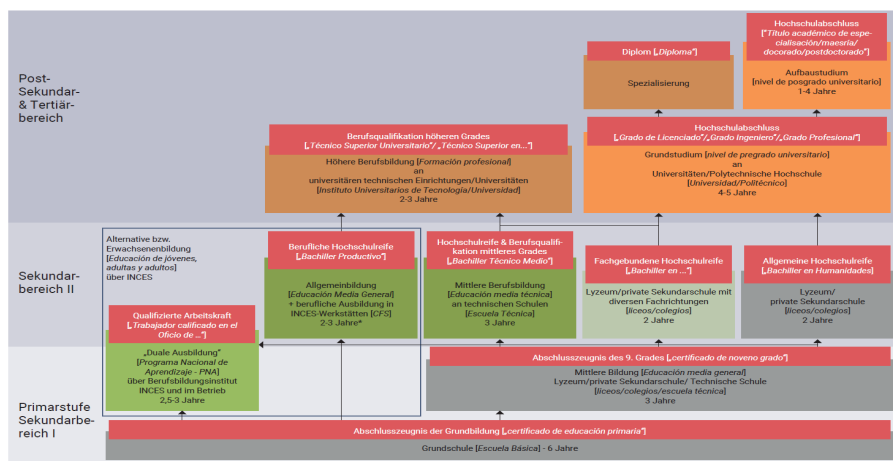 Post-
Sekundar-
& Tertiär-
bereich
Hochschulabschluss
[“Título académico de espe-
cialisación/maesria/
docorado/postdoctorado”]
Aufbaustudium
[nivel de posgrado universitario]
1-4 Jahre
Diplom [„Diploma“]
Spezialisierung
Berufsqualifikation höheren Grades
[„Técnico Superior Universitario“/„Técnico Superior en...“]
Höhere Berufsbildung [Formación profesional]
an
universitären technischen Einrichtungen/Universitäten
[Instituto Universitarios de Tecnología/Universidad]
2-3 Jahre
Hochschulabschluss
[„Grado de Licenciado“/„Grado Ingeniero“/„Grado Profesional“]
Grundstudium [nivel de pregrado universitario]
an
Universitäten/Polytechnische Hochschule
[Universidad/Politécnico]
4-5 Jahre
Sekundar-
bereich II
Alternative bzw.
Erwachsenenbildung
[Educación de jóvenes,
adultas y adultos]
über INCES
Berufliche Hochschulreife
[„Bachiller Productivo“]
Allgemeinbildung
[Educación Media General]
+ berufliche Ausbildung in
INCES-Werkstätten [CFS]
2-3 Jahre*
Hochschulreife & Berufsqualifi-
kation mittleres Grades
[„Bachiller Técnico Medio“]
Mittlere Berufsbildung
[Educación media técnica]
an technischen Schulen
[Escuela Técnica]
3 Jahre
Fachgebundene Hochschulreife
[„Bachiller en ...“]
Lyzeum/private Sekundarschule mit
diversen Fachrichtungen
[liceos/colegios]
2 Jahre
Allgemeine Hochschulreife
[„Bachiller en Humanidades“]
Lyzeum/
private Sekundarschule
[liceos/colegios]
2 Jahre
Qualifizierte Arbeitskraft
[„Trabajador calificado en el
Oficio de ...“]
„Duale Ausbildung“
[Programa Nacional de
Aprendizaje - PNA]
über Berufsbildungsinstitut
INCES und im Betrieb
2,5-3 Jahre
Primarstufe
Sekundarbe-
reich I
Abschlusszeugnis des 9. Grades [„certificado de noveno grado“]
Mittlere Bildung [Educación media general]
Lyzeum/private Sekundarschule/ Technische Schule
[liceos/colegios/escuela técnica]
3 Jahre
Abschlusszeugnis der Grundbildung [„certificado de educación primaria“]
Grundschule [Escuela Básica] - 6 Jahre